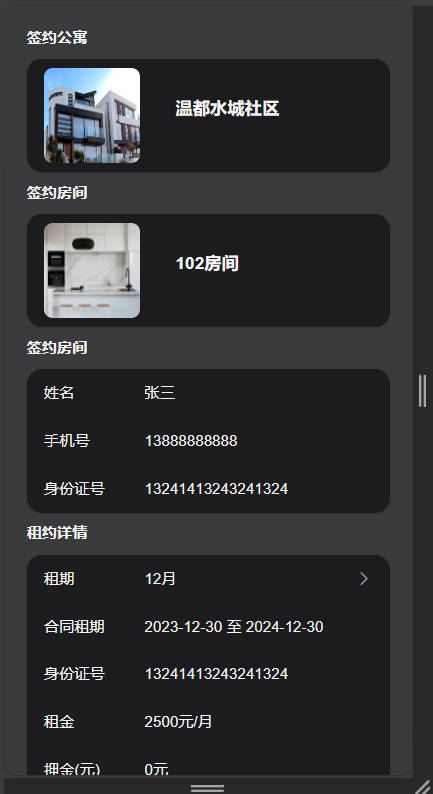 签约公寓
温都水城社区
签约房间
102房间
签约房间
姓名 张三
手机号 13888888888
身份证号 13241413243241324
租约详情
租期 12月
合同租期 2023-12-30 至 2024-12-30
身份证号 13241413243241324
租金 2500元/月
押金(元) 0元